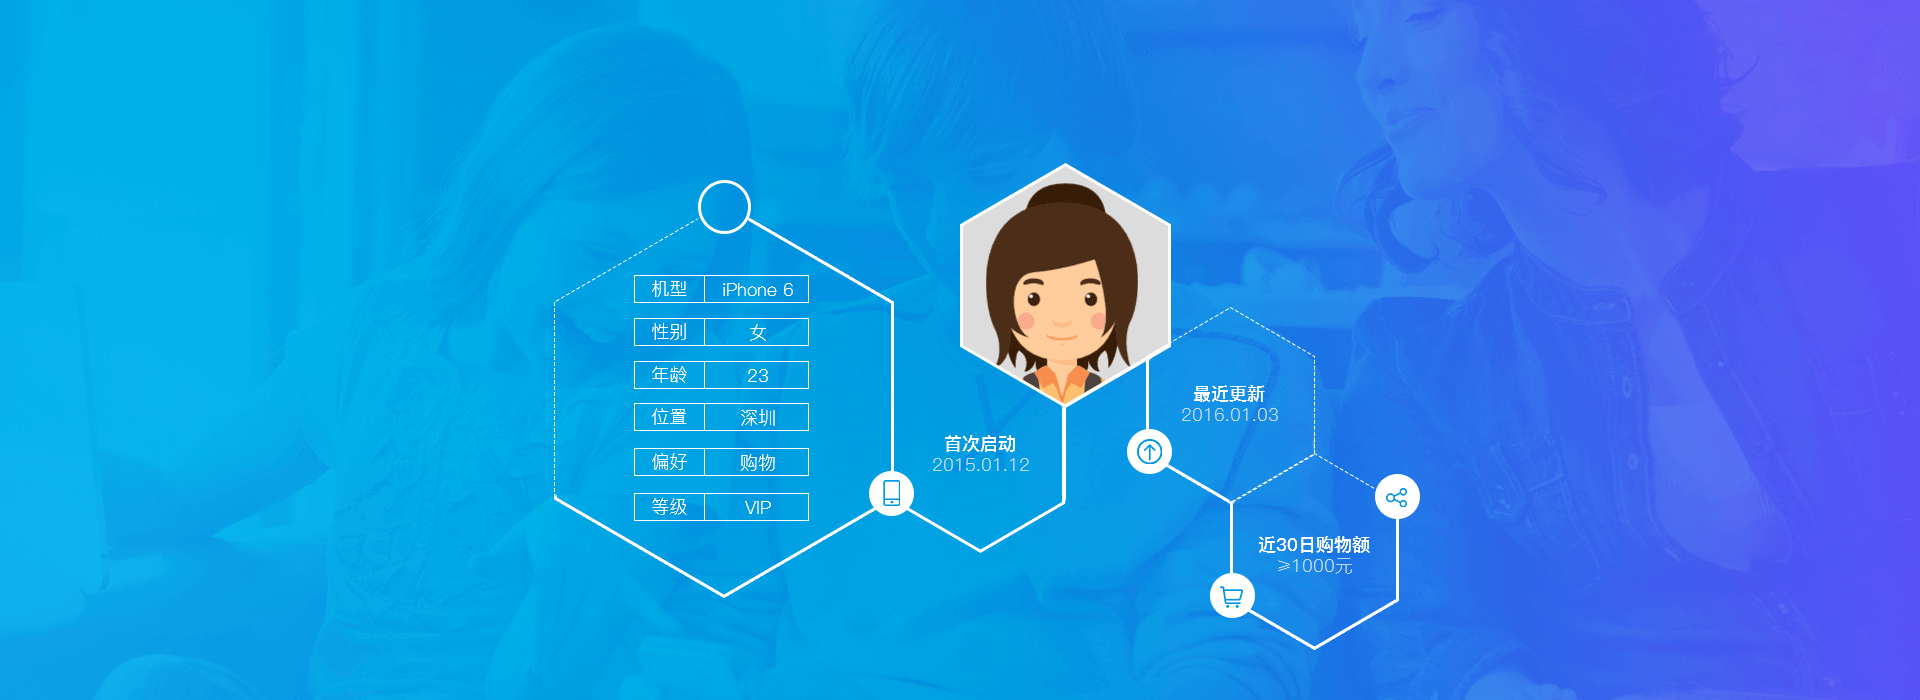 机型 iPhone 6
性别 女
年龄 23
位置 深圳
偏好 购物
等级 VIP
首次启动
2015.01.12
最近更新
2016.01.03
近30日购物额
≥1000元